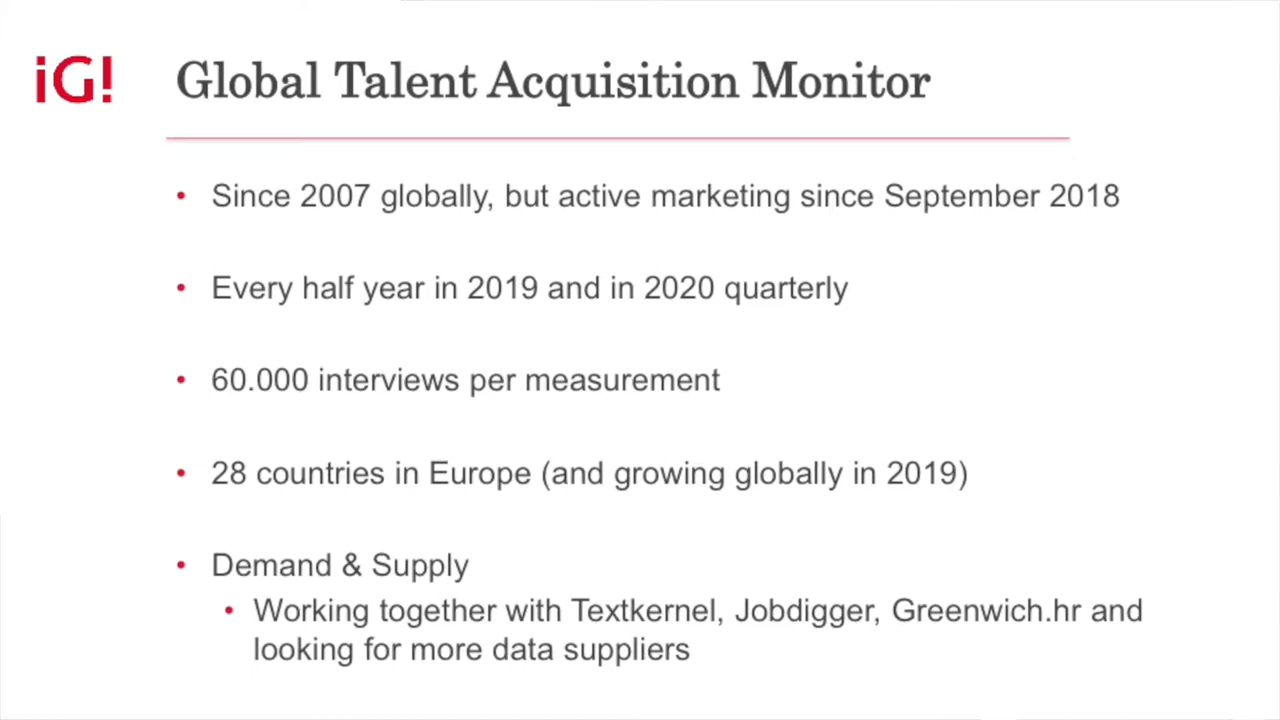 iG!
Global Talent Acquisition Monitor
• Since 2007 globally, but active marketing since September 2018
• Every half year in 2019 and in 2020 quarterly
• 60.000 interviews per measurement
• 28 countries in Europe (and growing globally in 2019)
• Demand & Supply
• Working together with Textkernel, Jobdigger, Greenwich.hr and
looking for more data suppliers